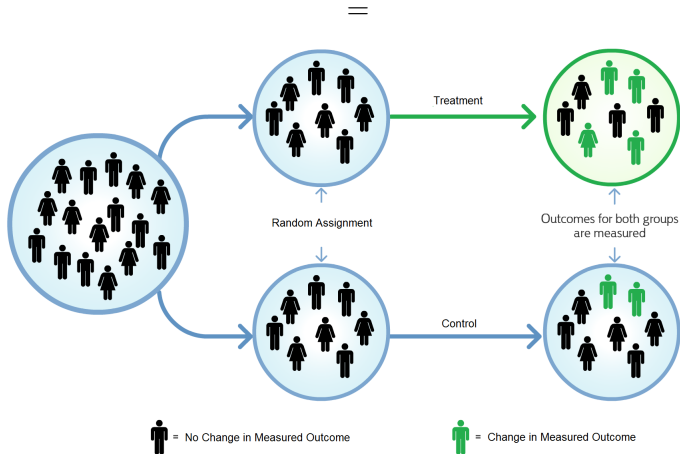 Treatment
Random Assignment
Outcomes for both groups
are measured
Control
= No Change in Measured Outcome
= Change in Measured Outcome